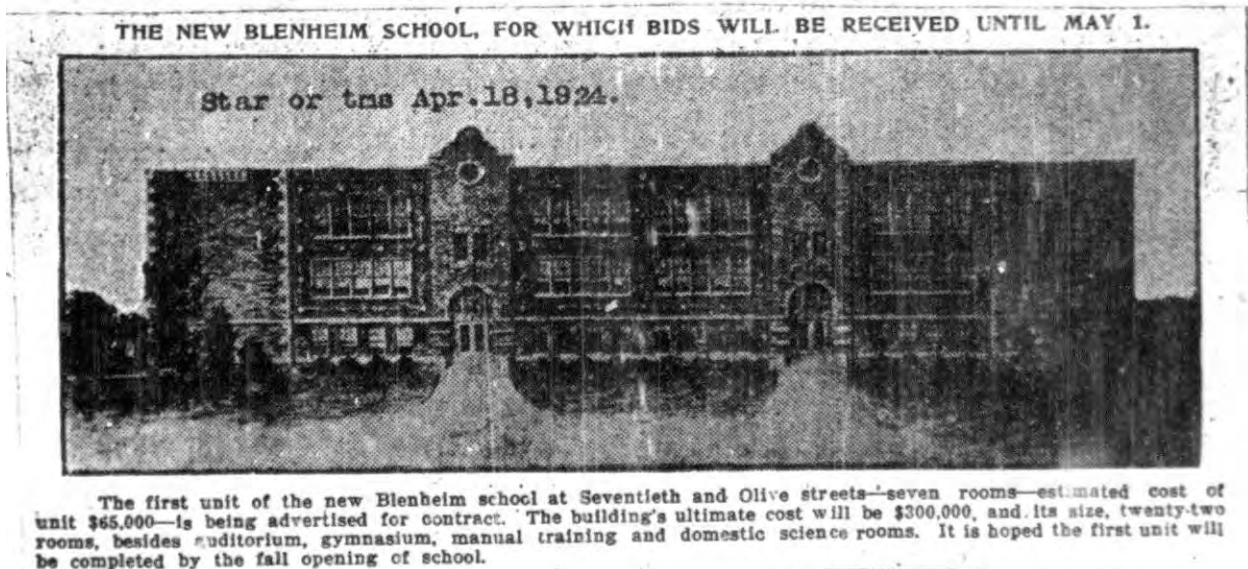 THE NEW BLENHEIM SCHOOL, FOR WHICH BIDS WILL BE RECEIVED UNTIL MAY 1.
Star or tms Apr.18,1924.
The first unit of the new Blenheim school at Seventieth and Olive streets—seven rooms—estimated cost of
unit $65,000—is being advertised for contract. The building's ultimate cost will be $300,000, and its size, twenty-two
rooms, besides auditorium, gymnasium, manual training and domestic science rooms. It is hoped the first unit will
be completed by the fall opening of school.